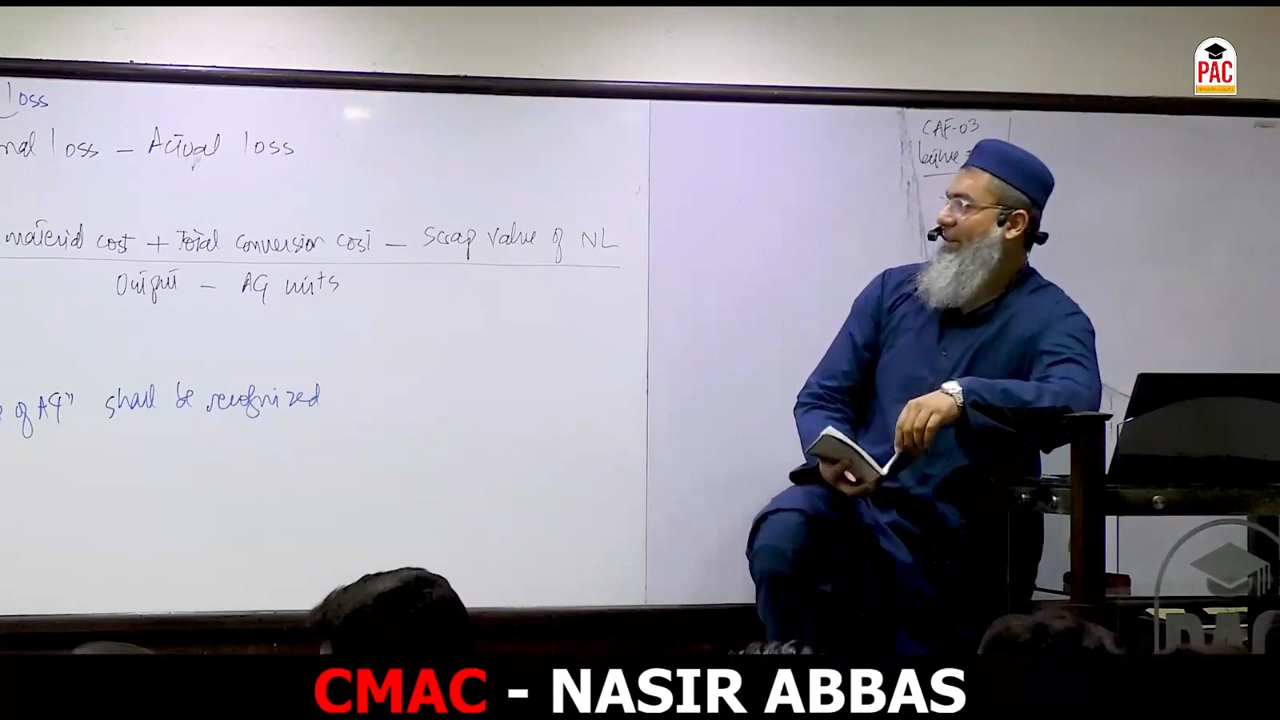 Loss
nal loss – Actual loss
material cost + Total conversion cost – Scrap value of NL
Output – AG units
of AG" shall be recognized
CAF-03
PAC
PAC
CMAC - NASIR ABBAS